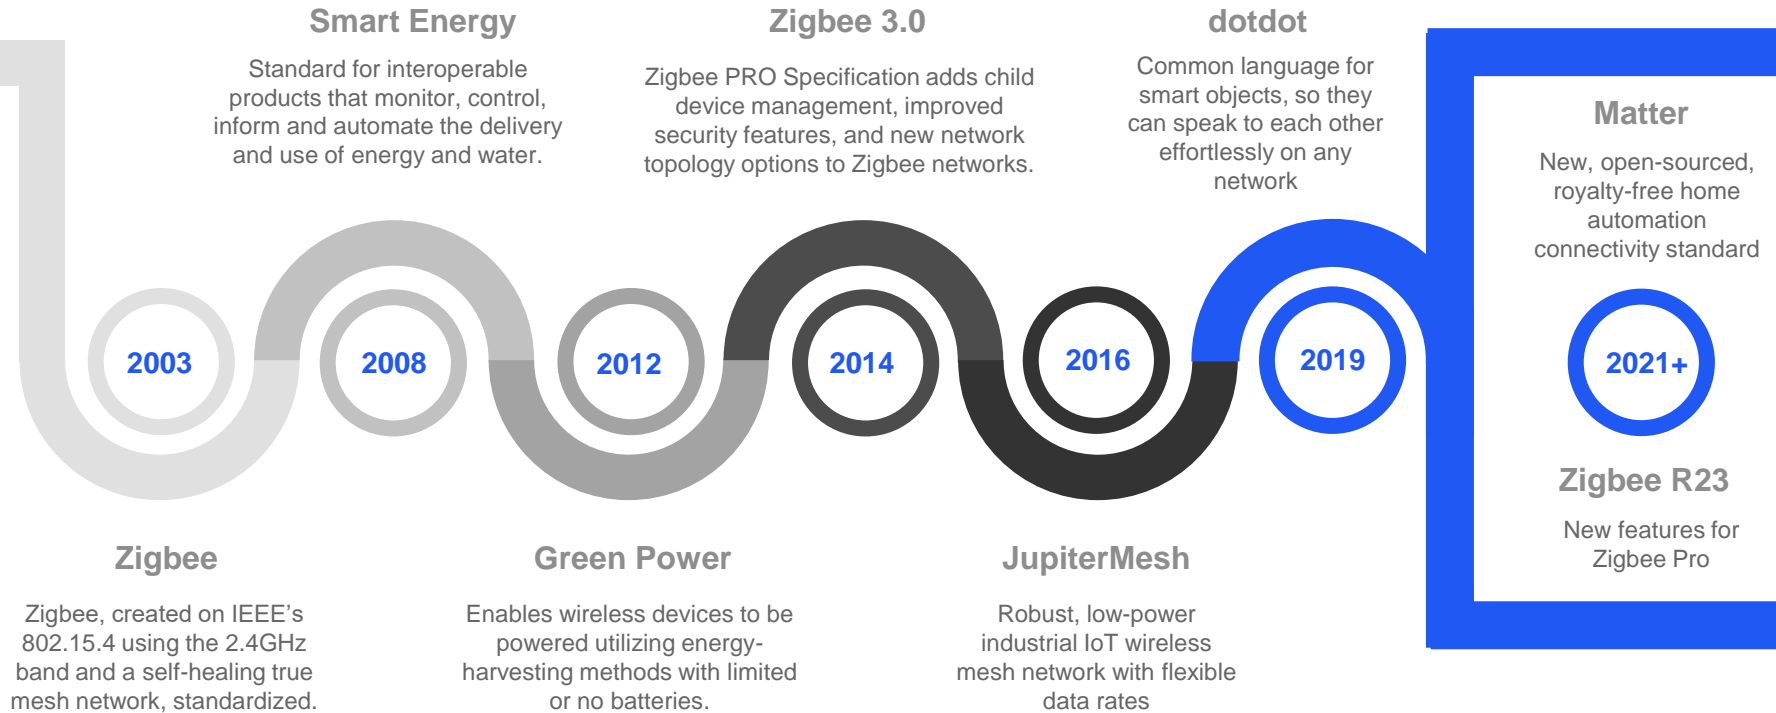 Smart Energy
Standard for interoperable
products that monitor, control,
inform and automate the delivery
and use of energy and water.
Zigbee 3.0
Zigbee PRO Specification adds child
device management, improved
security features, and new network
topology options to Zigbee networks.
dotdot
Common language for
smart objects, so they
can speak to each other
effortlessly on any
network
Matter
New, open-sourced,
royalty-free home
automation
connectivity standard
2003
2008
2012
2014
2016
2019
2021+
Zigbee
Zigbee, created on IEEE's
802.15.4 using the 2.4GHz
band and a self-healing true
mesh network, standardized.
Green Power
Enables wireless devices to be
powered utilizing energy-
harvesting methods with limited
or no batteries.
JupiterMesh
Robust, low-power
industrial IoT wireless
mesh network with flexible
data rates
Zigbee R23
New features for
Zigbee Pro